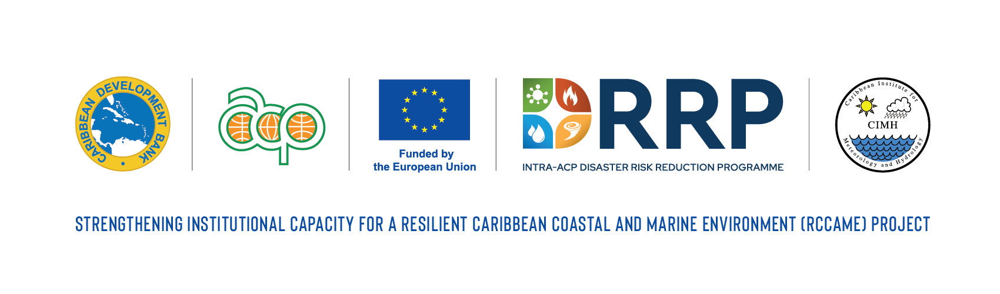 CARIBBEAN DEVELOPMENT BANK
acp
Funded by
the European Union
DRRP
INTRA-ACP DISASTER RISK REDUCTION PROGRAMME
Caribbean Institute for
CIMH
Meteorology and Hydrology
STRENGTHENING INSTITUTIONAL CAPACITY FOR A RESILIENT CARIBBEAN COASTAL AND MARINE ENVIRONMENT (RCCAME) PROJECT